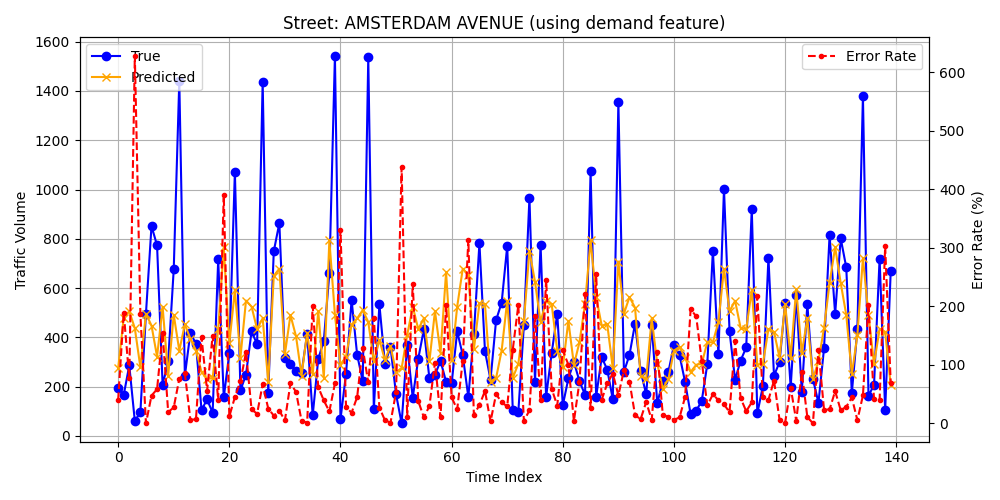 Street: AMSTERDAM AVENUE (using demand feature)
True
Predicted
Error Rate
1600
1400
1200
1000
800
600
400
200
0
Traffic Volume
600
500
400
300
200
100
0
Error Rate (%)
0 20 40 60 80 100 120 140
Time Index